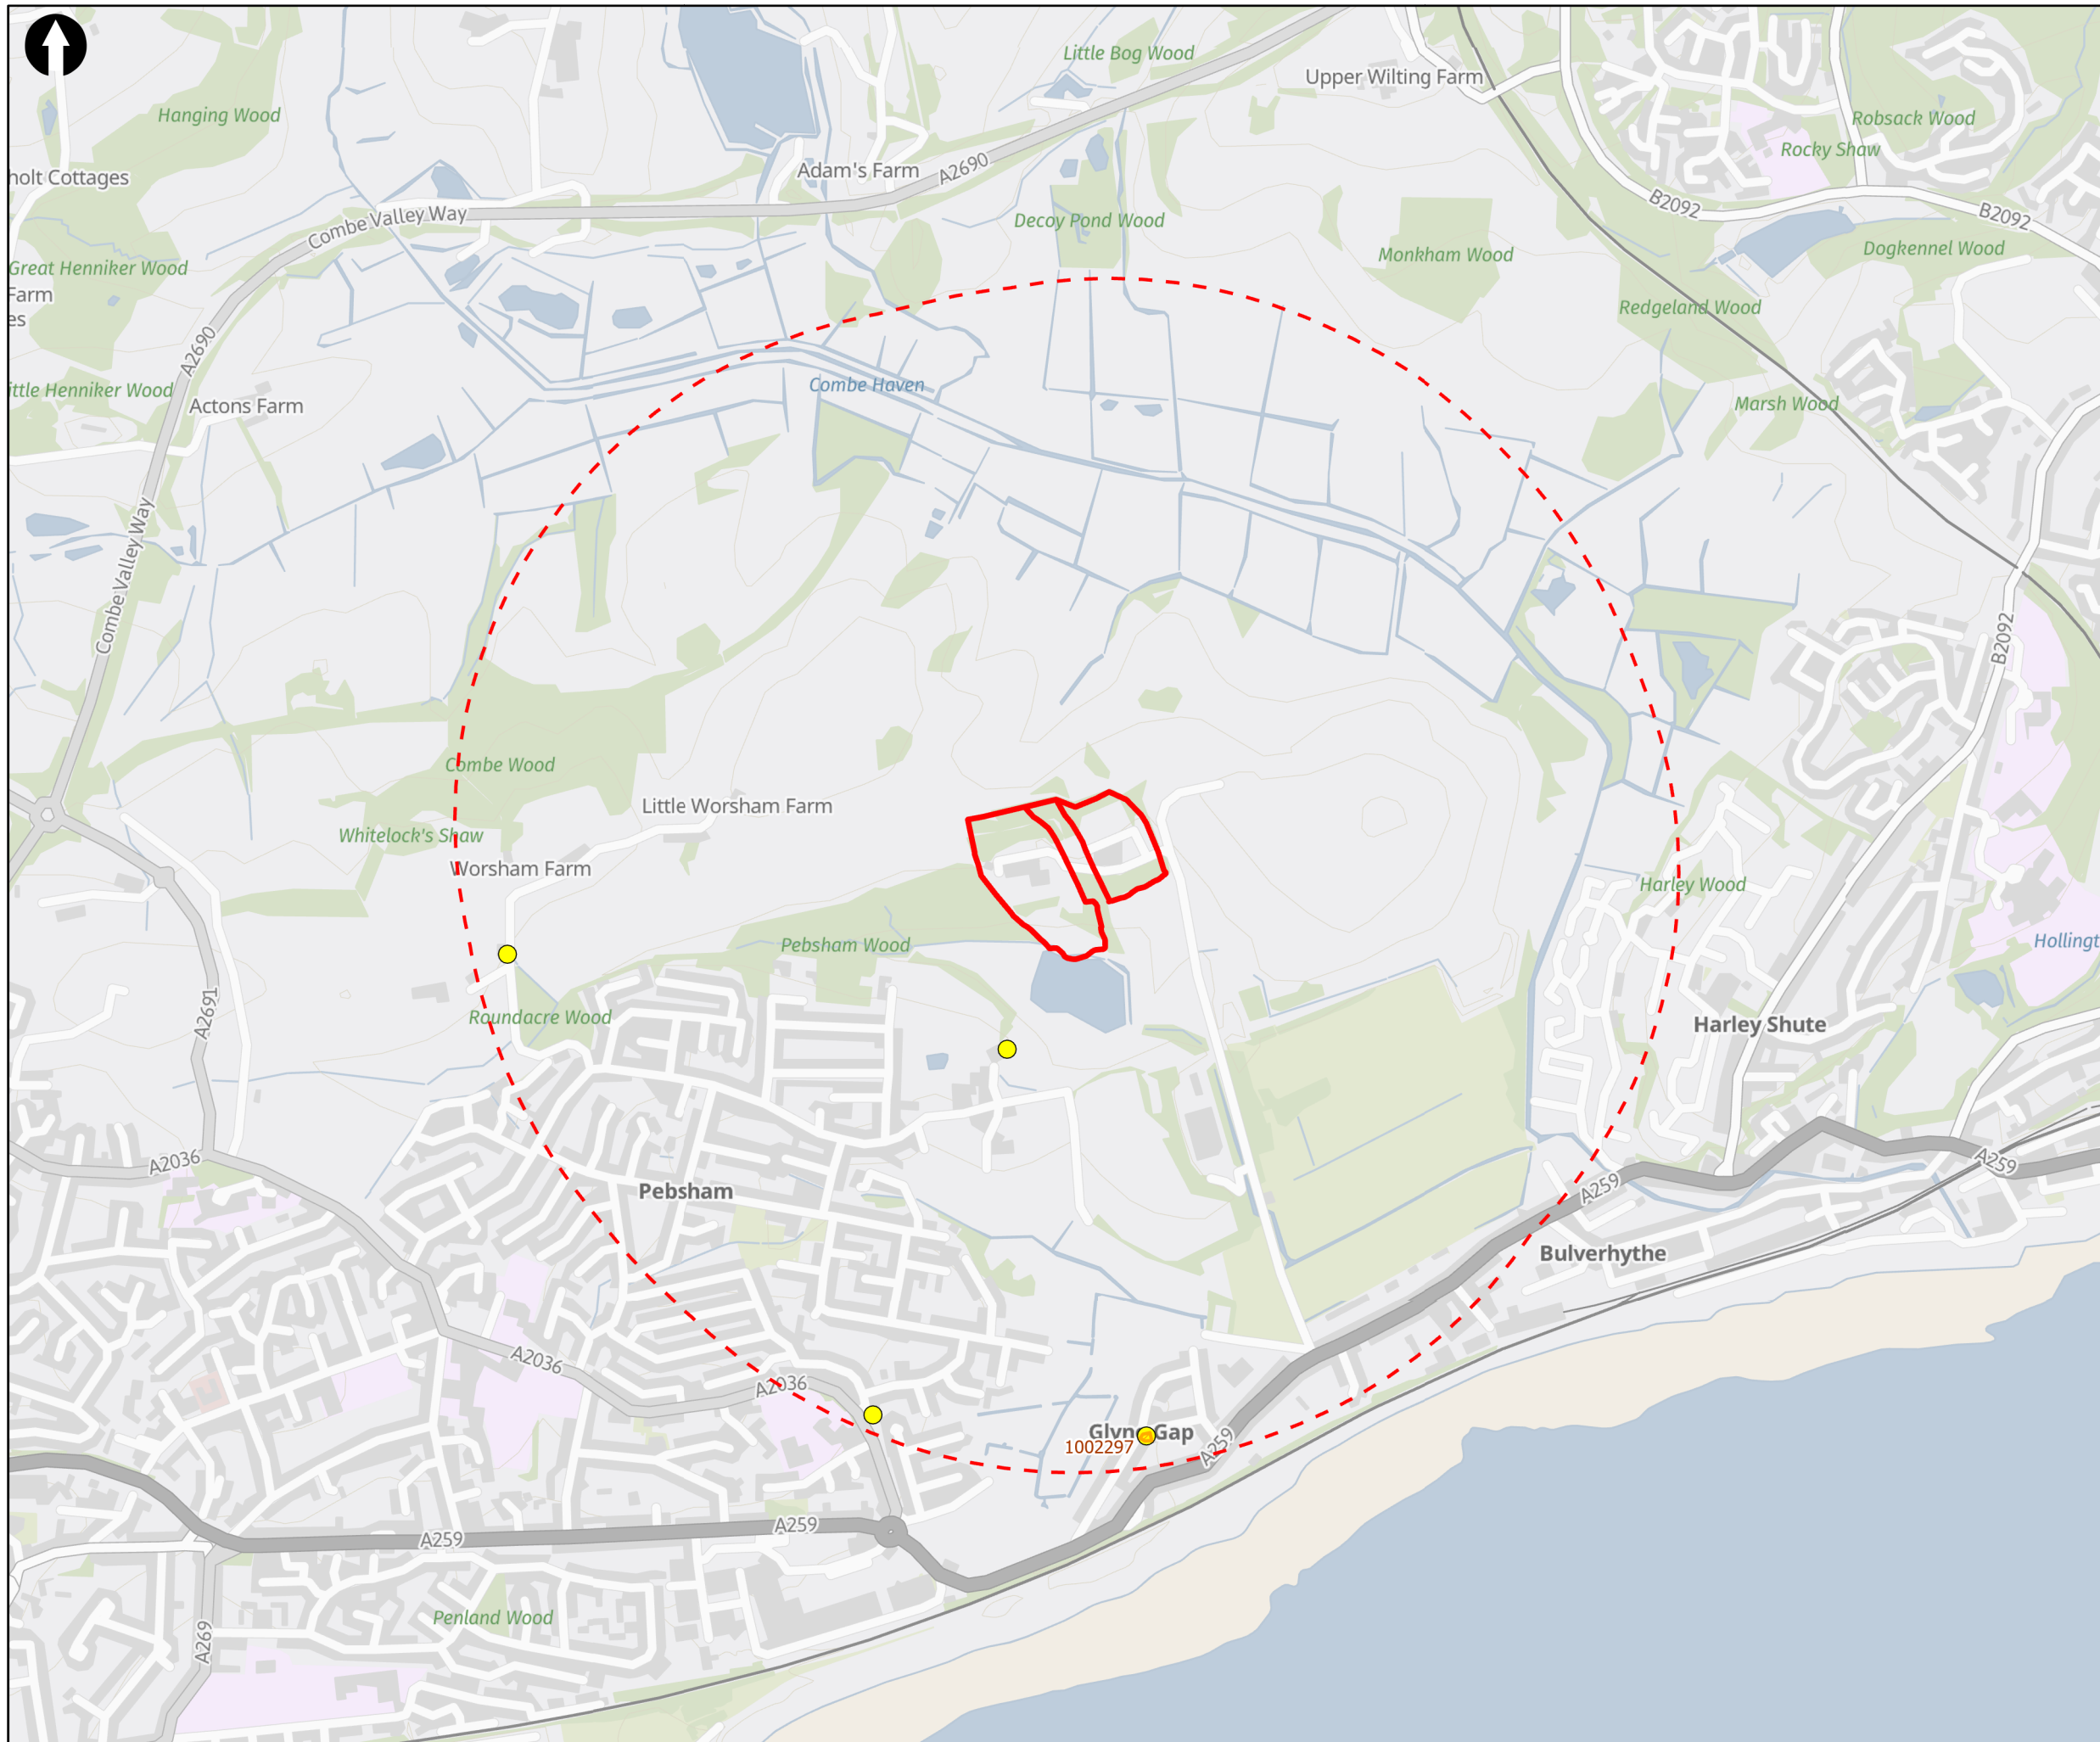 Little Bog Wood
Upper Wilting Farm
Hanging Wood
Robsack Wood
Rocky Shaw
Adam's Farm
A2690
holt Cottages
B2092
B2092
Combe Valley Way
Decoy Pond Wood
Monkham Wood
Dogkennel Wood
Great Henniker Wood
Farm
es
Redgeland Wood
A2690
Combe Haven
ittle Henniker Wood
Actons Farm
Marsh Wood
Combe Valley Way
B2092
Combe Wood
Little Worsham Farm
Whitelock's Shaw
Worsham Farm
Harley Wood
Pebsham Wood
Hollingt
A2691
Roundacre Wood
Harley Shute
A2036
A259
A259
Pebsham
Bulverhythe
A2036
A2036
Gap
1002297
A259
A259
A259
Penland Wood
A269